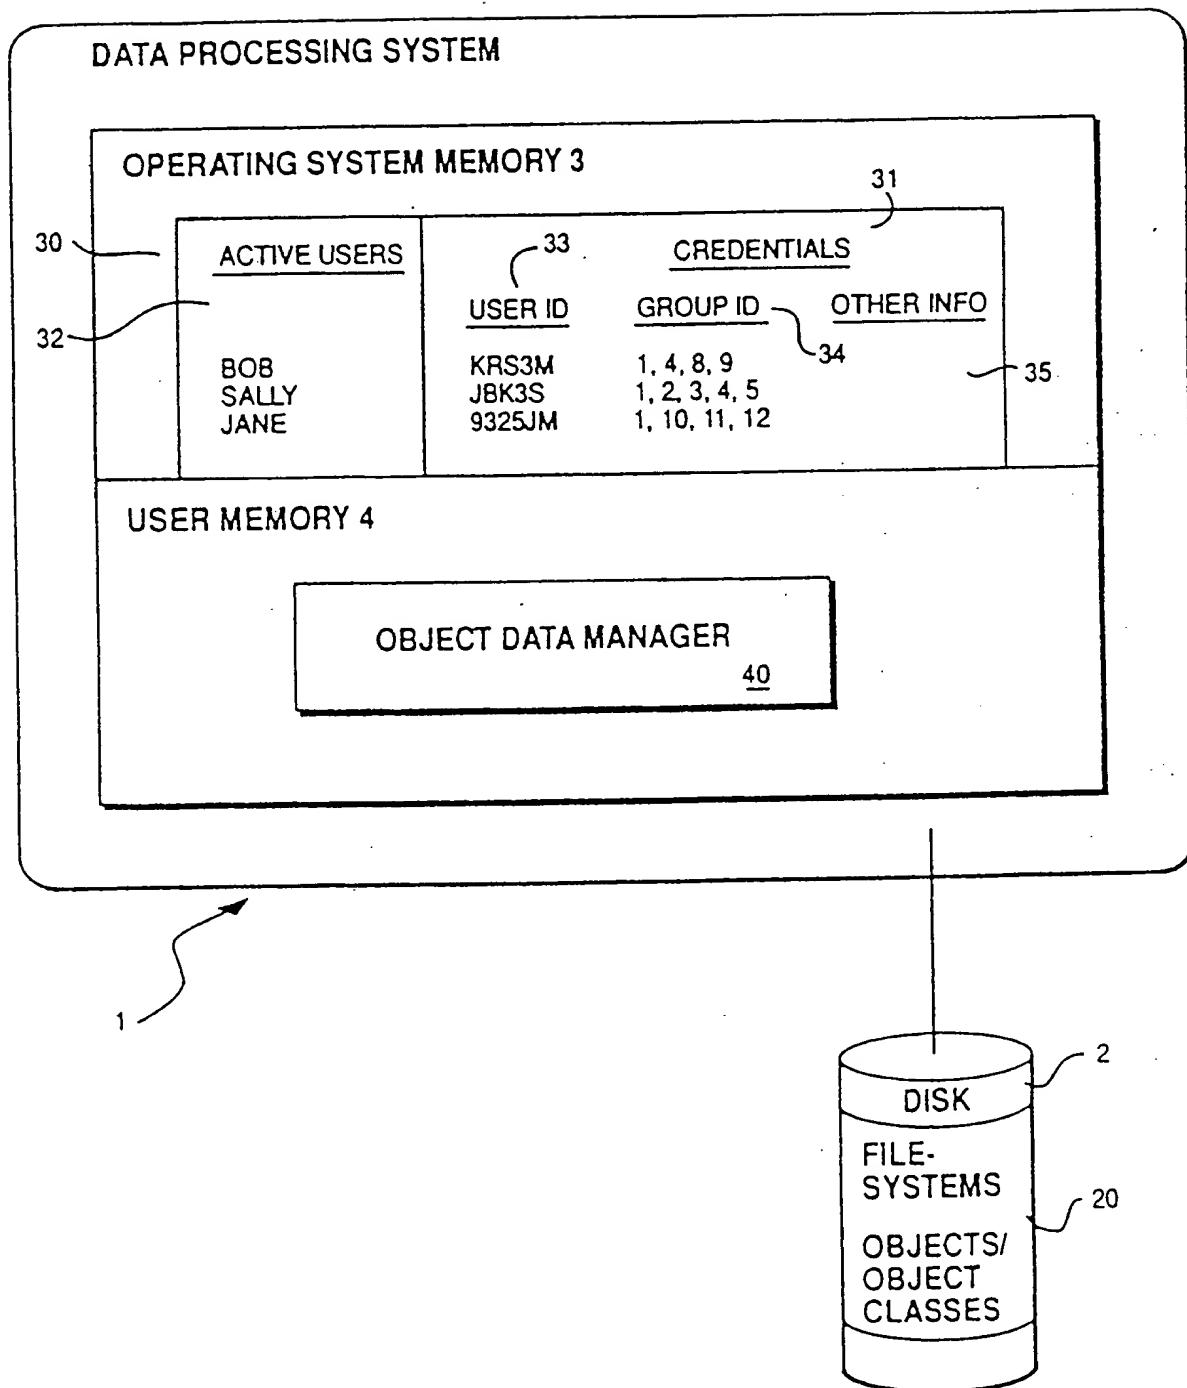 DATA PROCESSING SYSTEM
OPERATING SYSTEM MEMORY 3
31
30
ACTIVE USERS
33
CREDENTIALS
32
USER ID GROUP ID OTHER INFO
34
BOB KRS3M 1, 4, 8, 9
35
SALLY JBK3S 1, 2, 3, 4, 5
JANE 9325JM 1, 10, 11, 12
USER MEMORY 4
OBJECT DATA MANAGER
40
1
2
DISK
FILE-
SYSTEMS
20
OBJECTS/
OBJECT
CLASSES